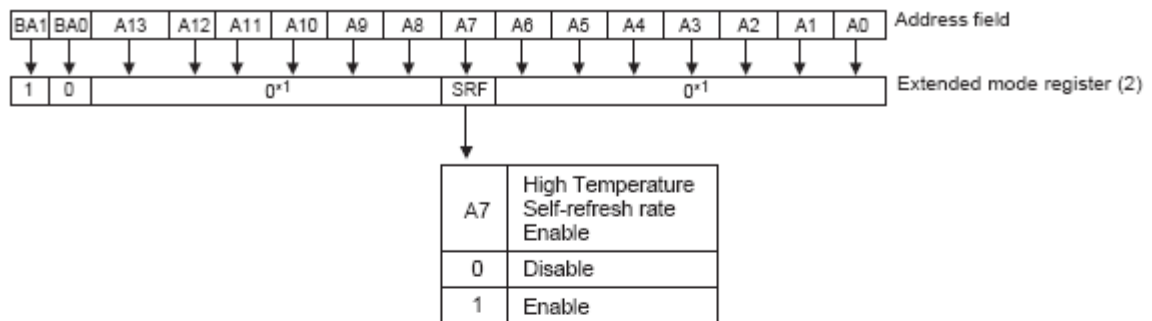 BA1 BA0 A13 A12 A11 A10 A9 A8 A7 A6 A5 A4 A3 A2 A1 A0 Address field
1 0 0*1 SRF 0*1 Extended mode register (2)
A7 High Temperature
Self-refresh rate
Enable
0 Disable
1 Enable